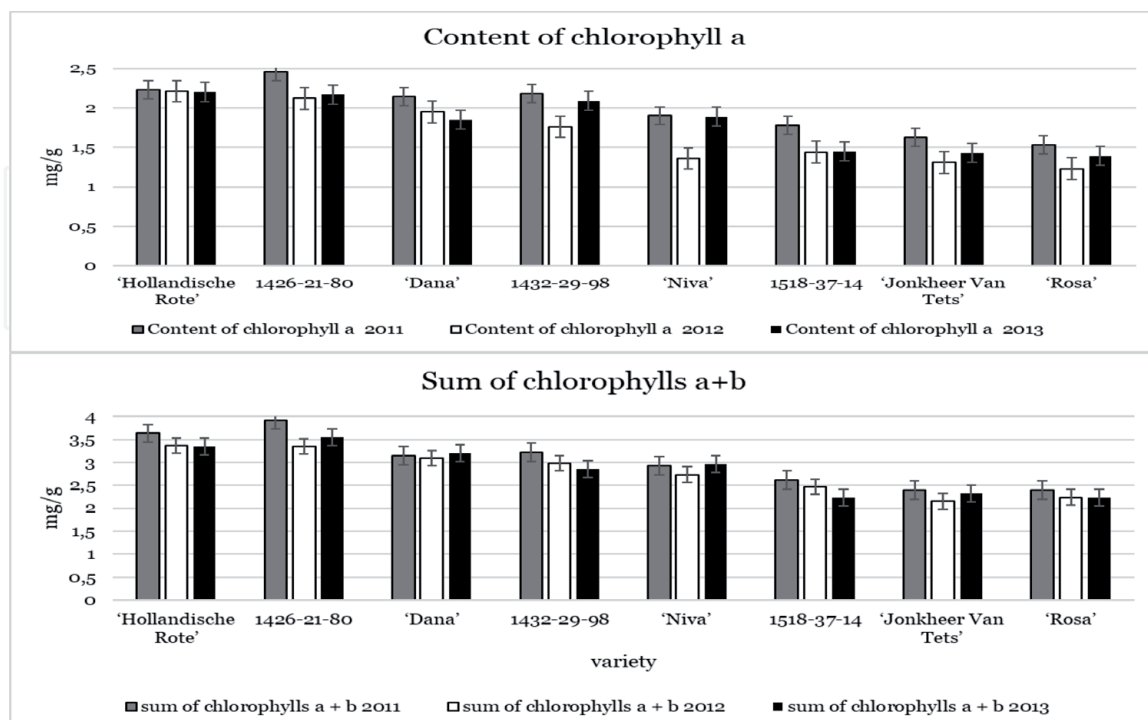 Content of chlorophyll a
2,5
2
1,5
1
0,5
0
mg/g
‘Hollandische Rote’
1426-21-80
‘Dana’
1432-29-98
‘Niva’
1518-37-14
‘Jonkheer Van Tets’
‘Rosa’
Content of chlorophyll a 2011
Content of chlorophyll a 2012
Content of chlorophyll a 2013
Sum of chlorophylls a+b
4
3,5
3
2,5
2
1,5
1
0,5
0
mg/g
‘Hollandische Rote’
1426-21-80
‘Dana’
1432-29-98
‘Niva’
1518-37-14
‘Jonkheer Van Tets’
‘Rosa’
variety
sum of chlorophylls a + b 2011
sum of chlorophylls a + b 2012
sum of chlorophylls a + b 2013